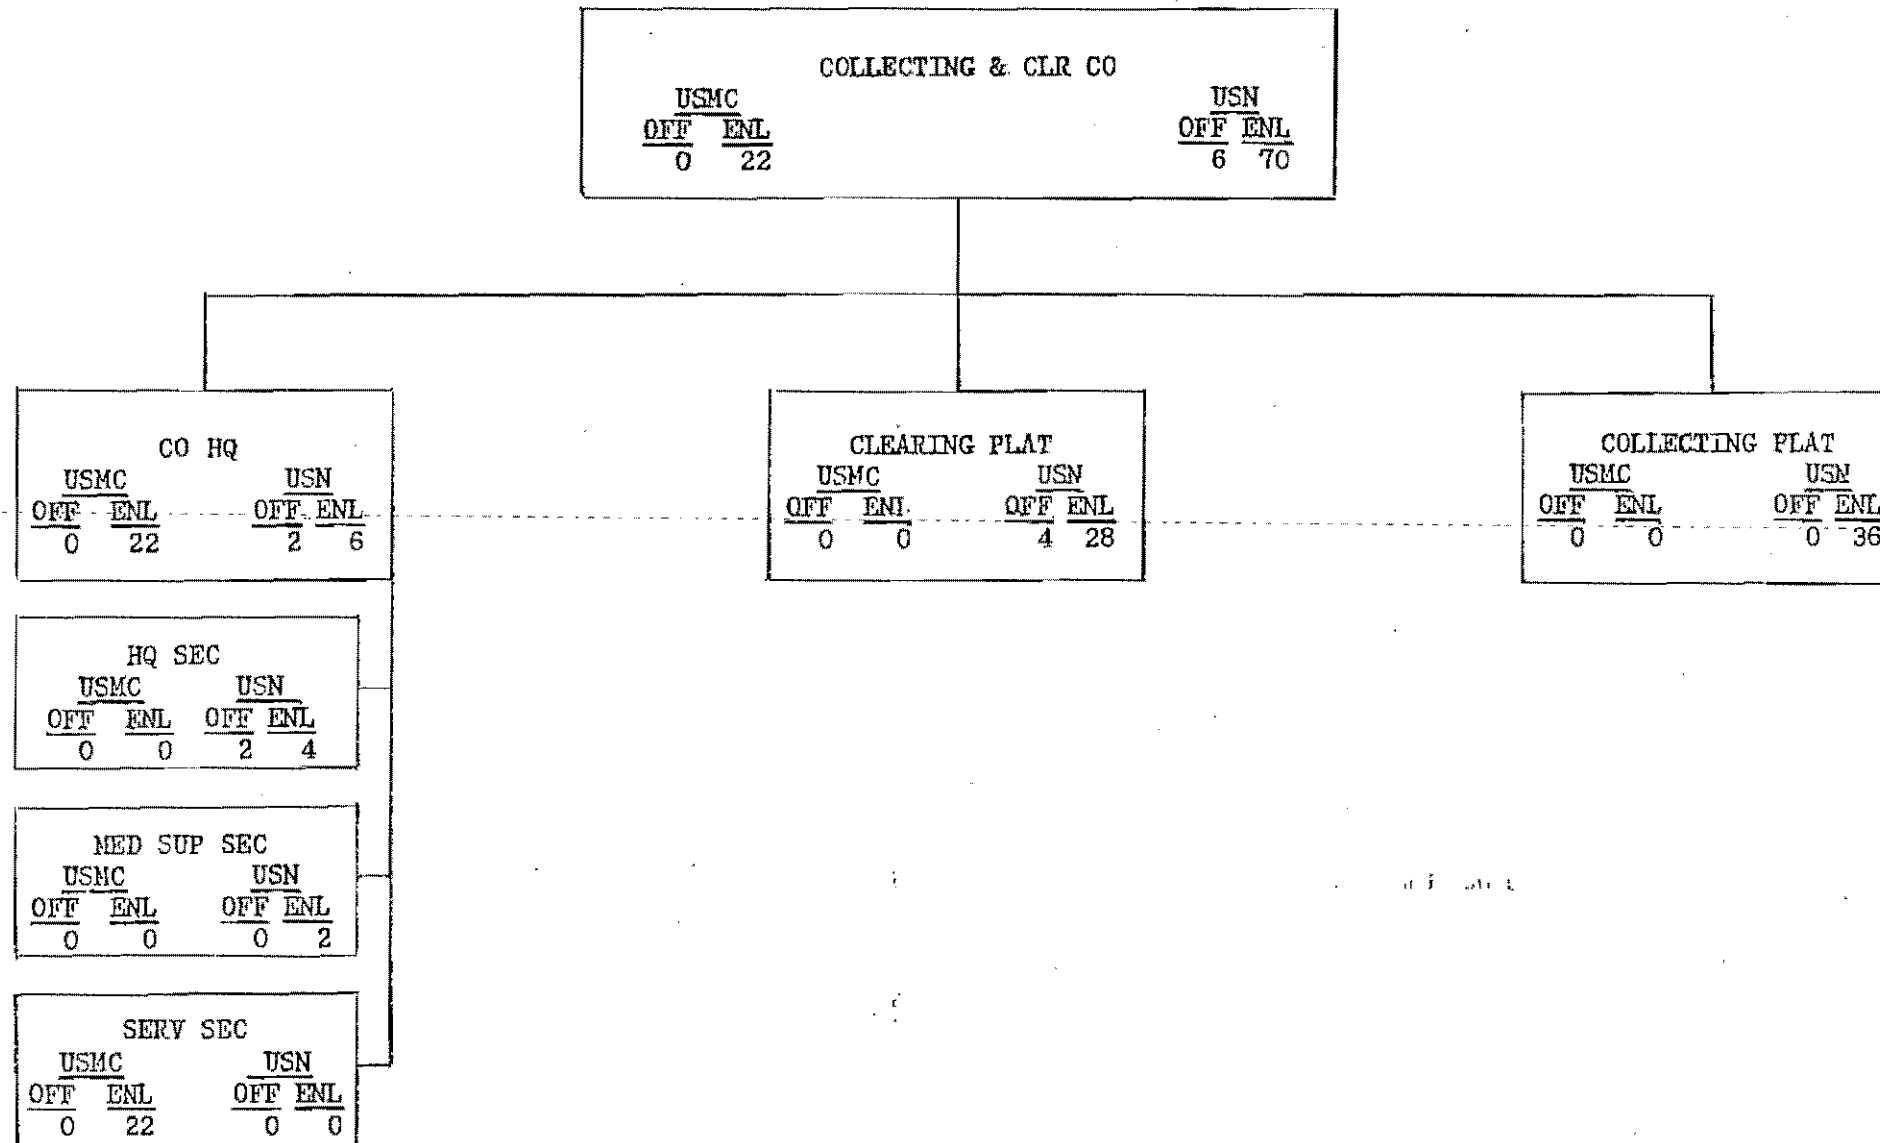 COLLECTING & CLR CO
USMC USN
OFF ENL OFF ENL
0 22 6 70
CO HQ
USMC USN
OFF ENL OFF ENL
0 22 2 6
CLEARING PLAT
USMC USN
OFF ENL OFF ENL
0 0 4 28
COLLECTING PLAT
USMC USN
OFF ENL OFF ENL
0 0 0 36
HQ SEC
USMC USN
OFF ENL OFF ENL
0 0 2 4
MED SUP SEC
USMC USN
OFF ENL OFF ENL
0 0 0 2
SERV SEC
USMC USN
OFF ENL OFF ENL
0 22 0 0